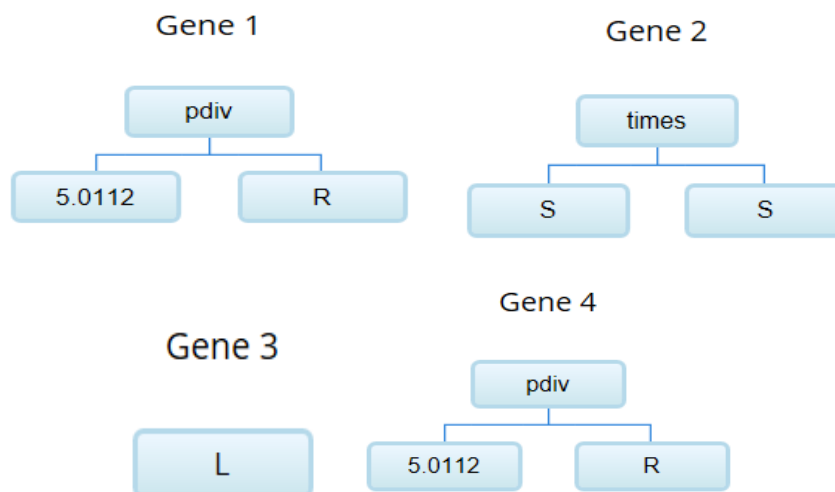 Gene 1
pdiv
5.0112 R
Gene 2
times
S S
Gene 3
L
Gene 4
pdiv
5.0112 R